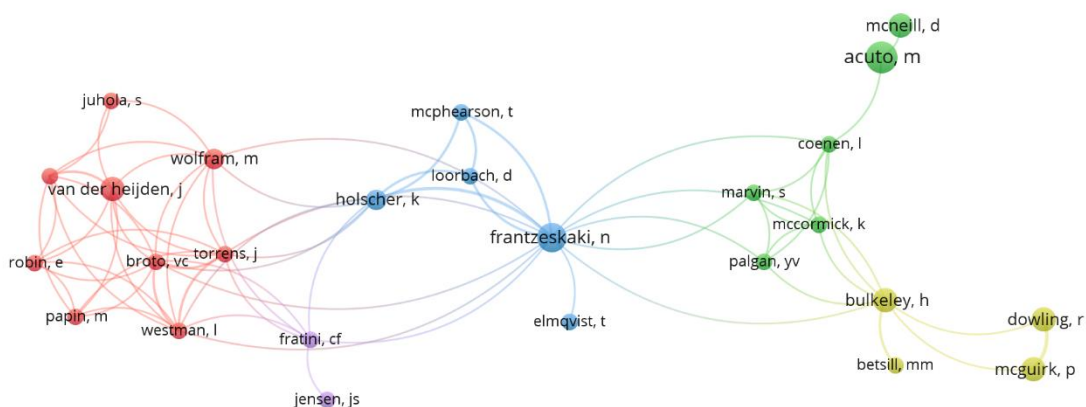 mcneill, d
acuto, m
juhola, s
mcphearson, t
coenen, l
wolfram, m
loorbach, d
van der heijden, j
holscher, k
marvin, s
mccormick, k
frantzeskaki, n
torrens, j
robin, e
broto, vc
palgan, yv
bulkeley, h
papin, m
westman, l
elmqvist, t
dowling, r
fratini, cf
betsill, mm
mcguirk, p
jensen, js